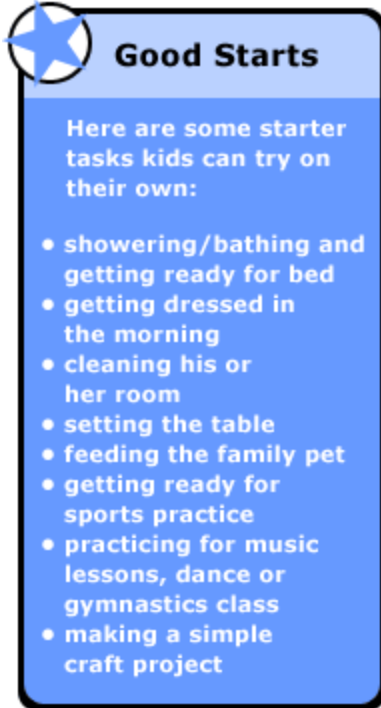 Good Starts
Here are some starter
tasks kids can try on
their own:
• showering/bathing and
getting ready for bed
• getting dressed in
the morning
• cleaning his or
her room
• setting the table
• feeding the family pet
• getting ready for
sports practice
• practicing for music
lessons, dance or
gymnastics class
• making a simple
craft project